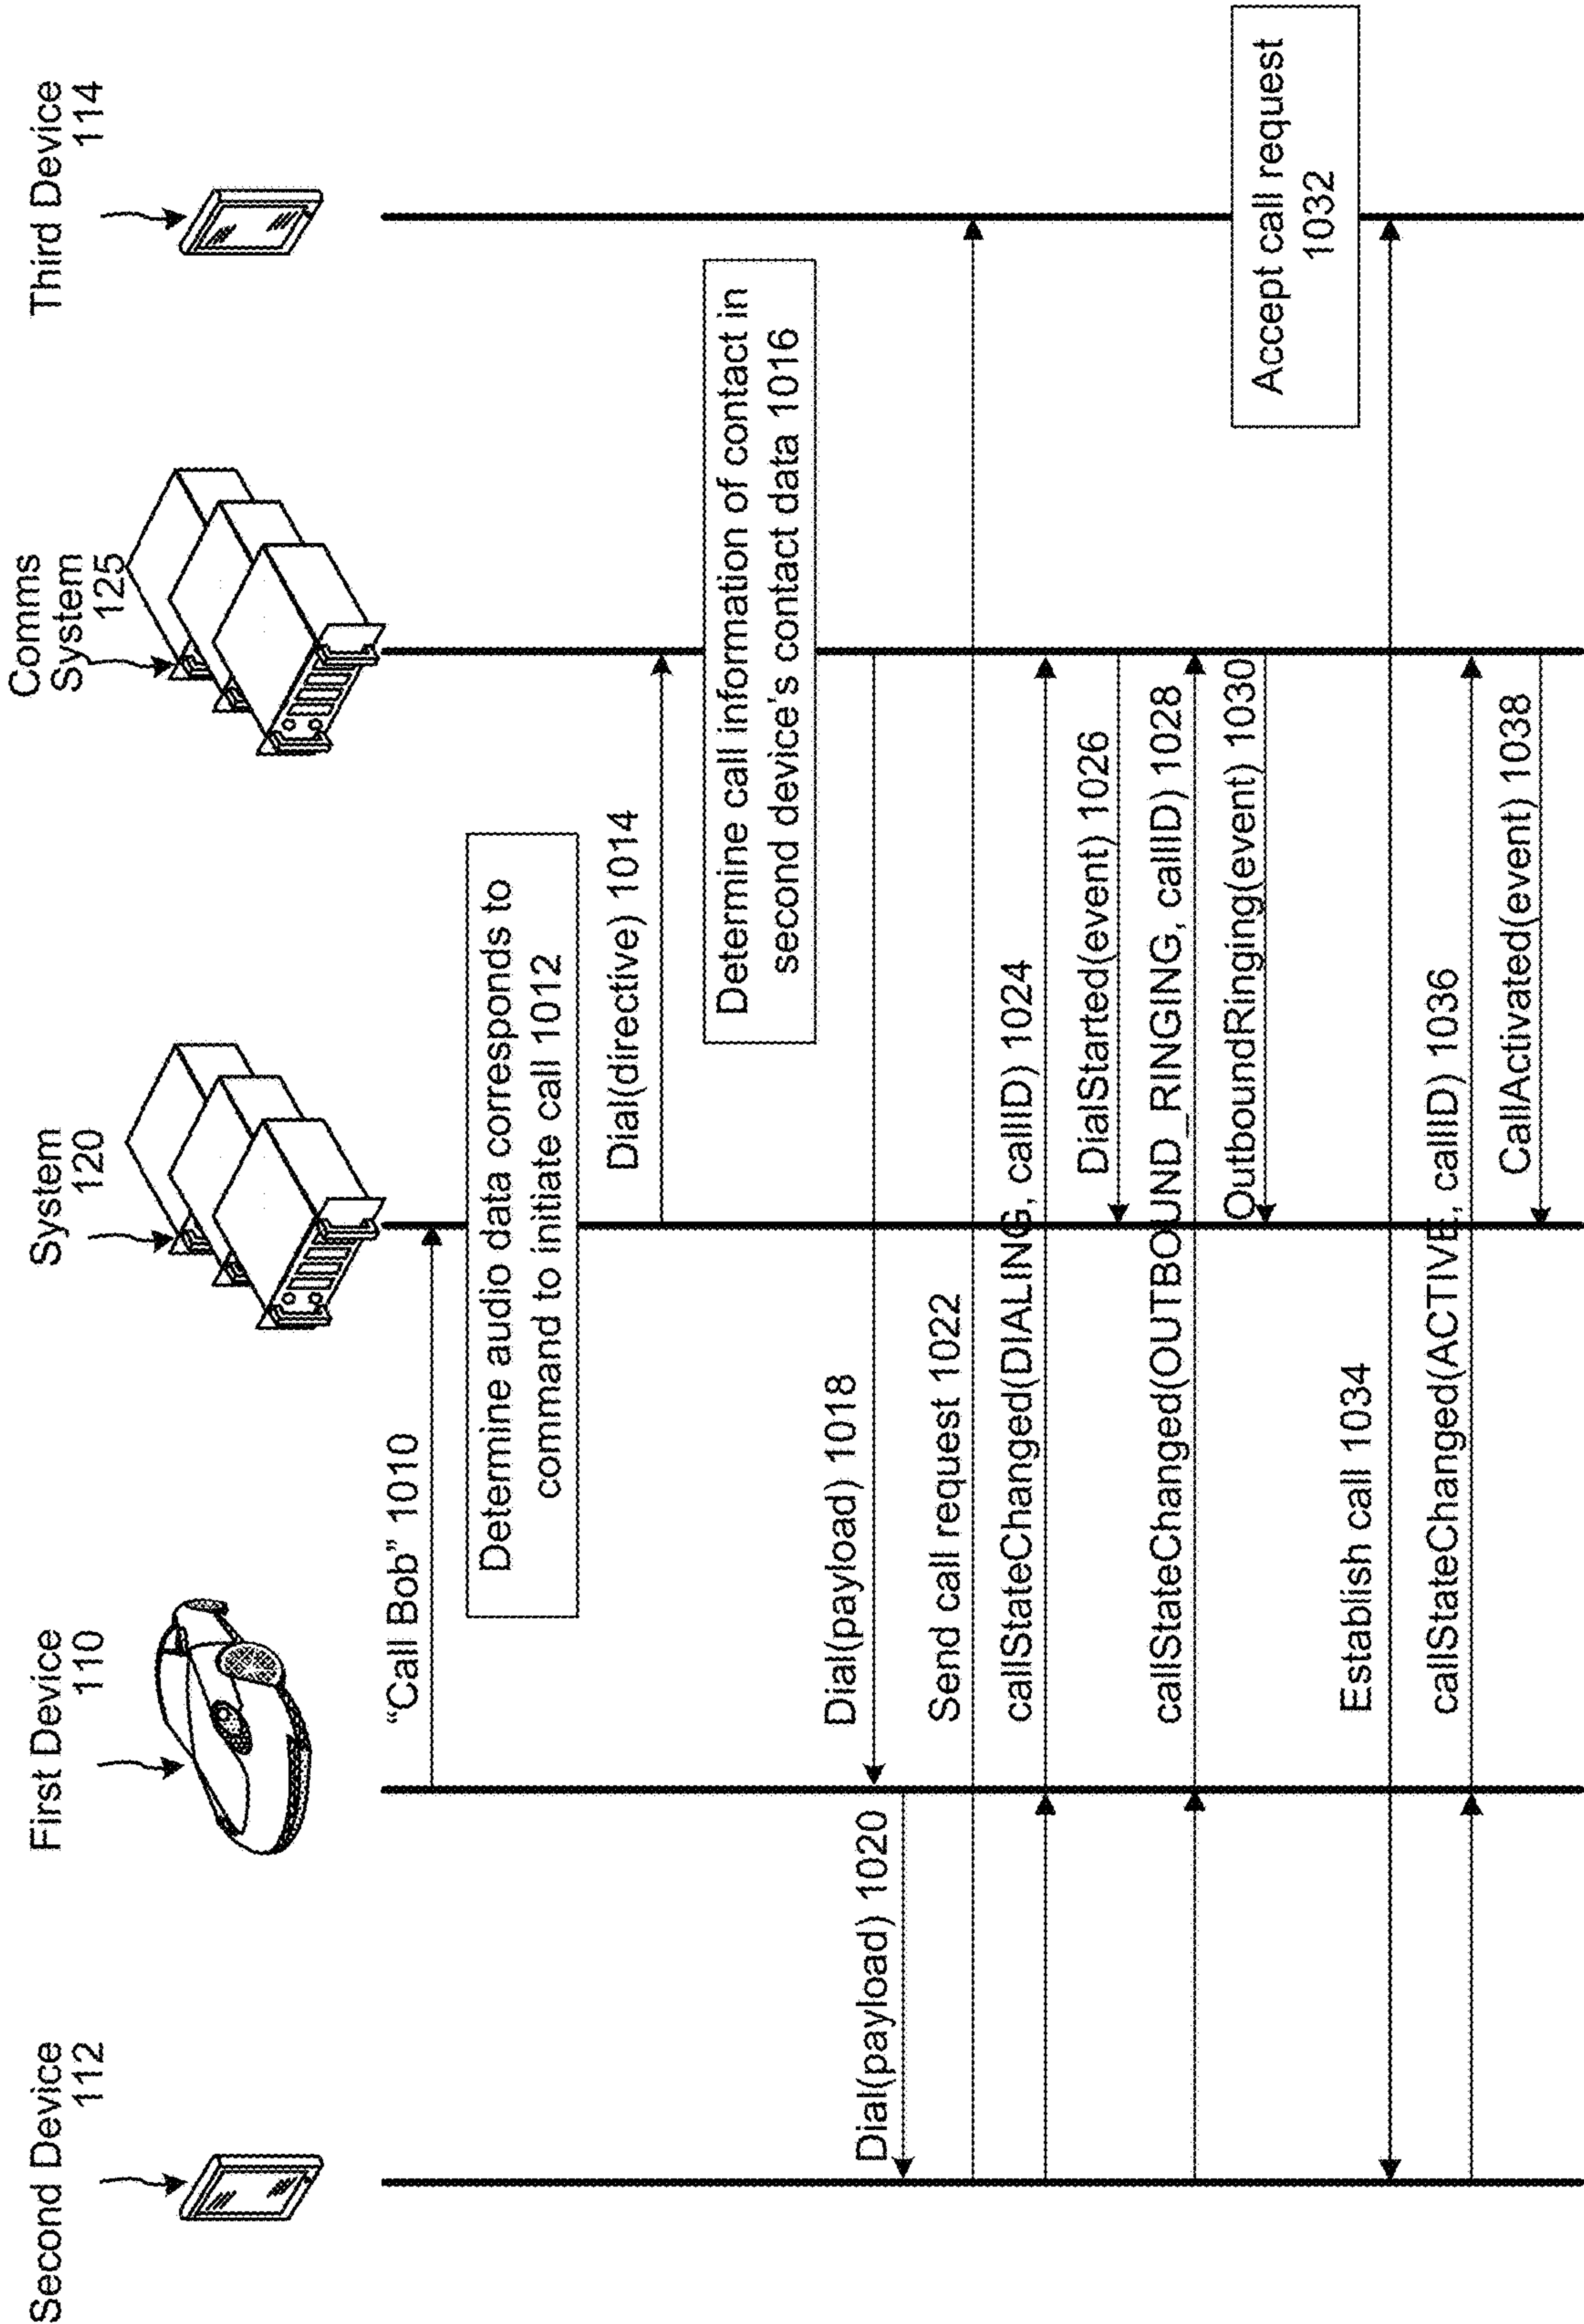 Second Device
112
First Device
110
System
120
Comms
System
125
Third Device
114
“Call Bob” 1010
Determine audio data corresponds to
command to initiate call 1012
Dial(directive) 1014
Determine call information of contact in
second device's contact data 1016
Dial(payload) 1018
Dial(payload) 1020
Send call request 1022
callStateChanged(DIALING, callID) 1024
DialStarted(event) 1026
callStateChanged(OUTBOUND_RINGING, callID) 1028
OutboundRinging(event) 1030
Accept call request
1032
Establish call 1034
callStateChanged(ACTIVE, callID) 1036
CallActivated(event) 1038